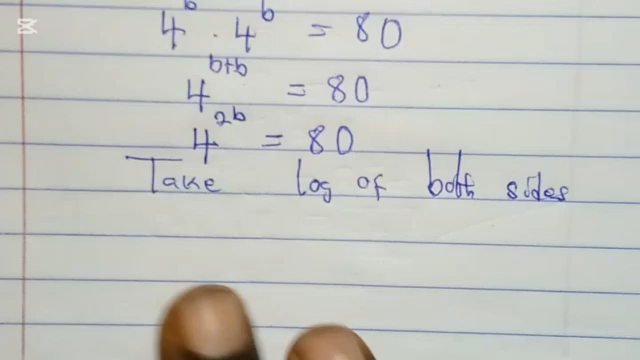 4^b · 4^b = 80
4^b+b = 80
4^2b = 80
Take log of both sides